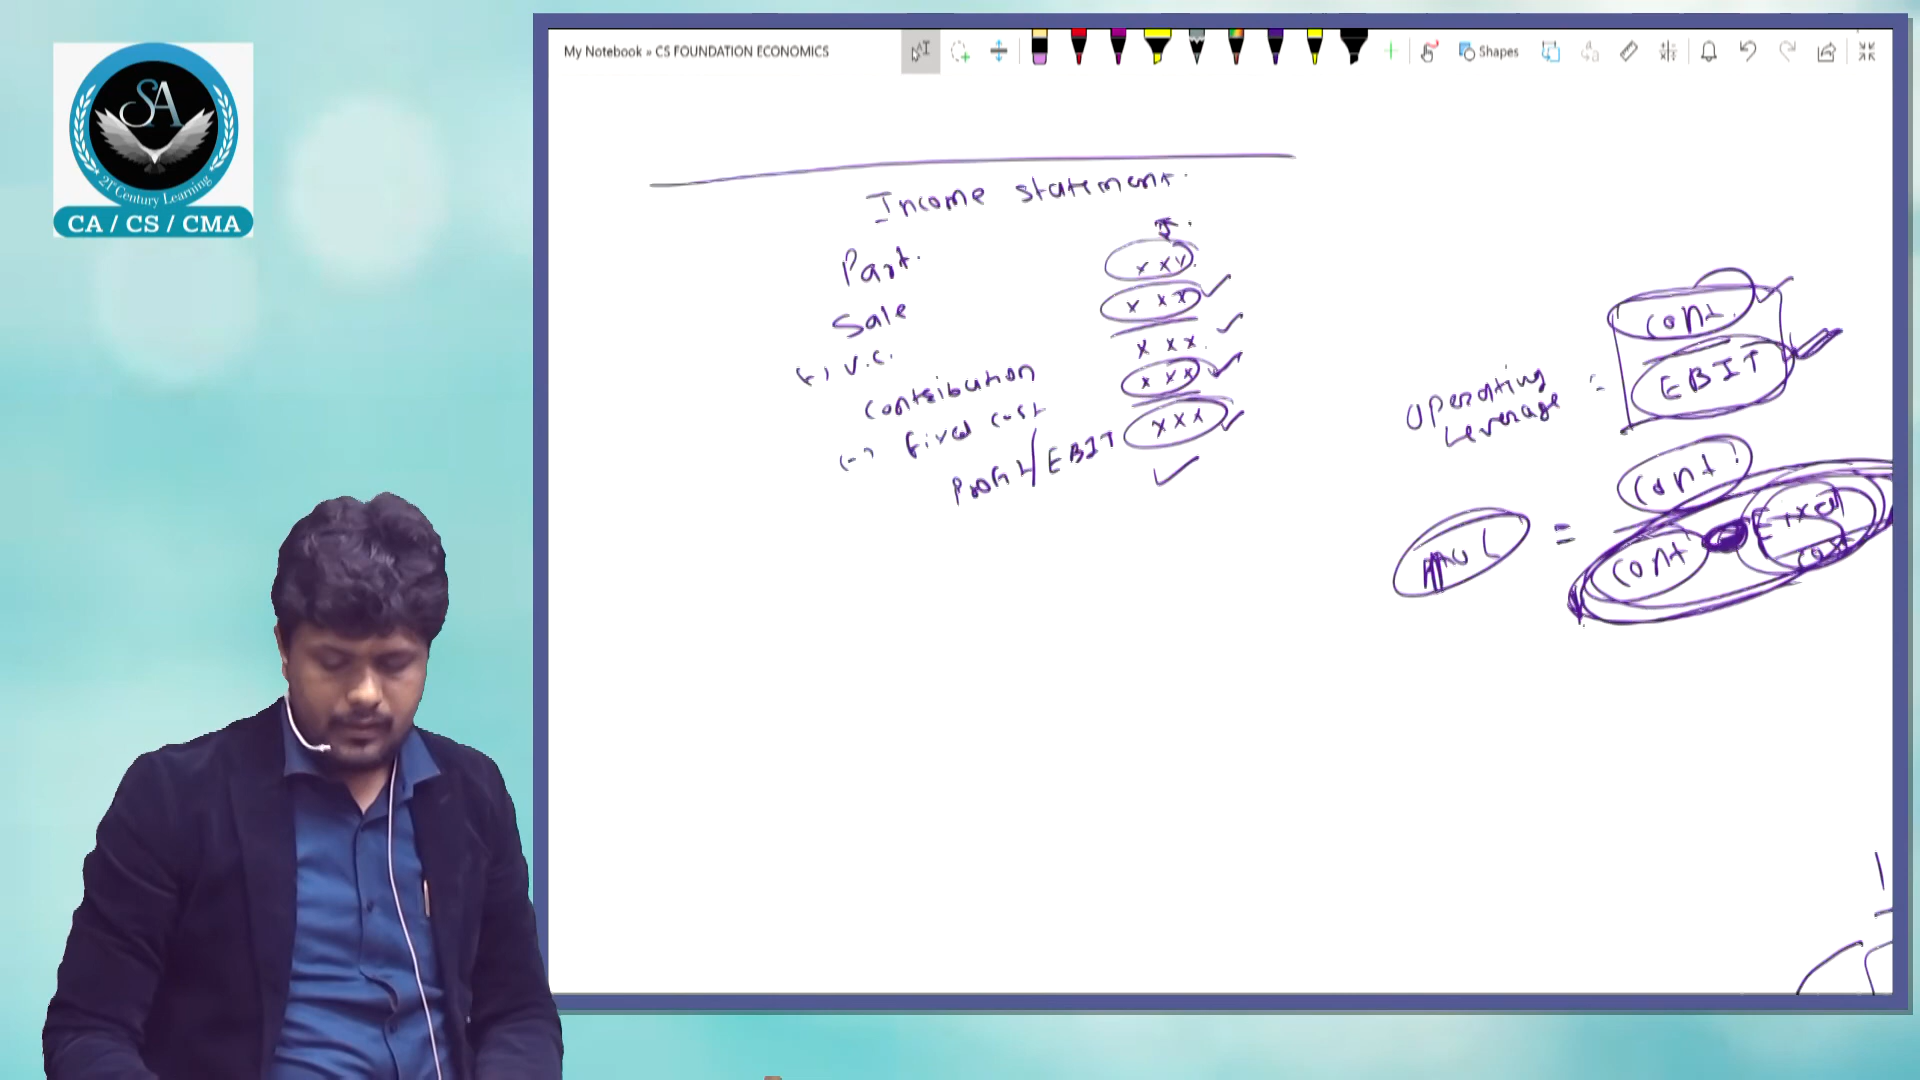 SA
21st Century Learning
CA / CS / CMA
My Notebook » CS FOUNDATION ECONOMICS
Shapes
Income statement.
Part.
xxx
Sale
xxx
(-) V.C.
xxx.
Contribution
xxx
(-) fixed cost
xxx
Profit/EBIT
Operating
Leverage
=
Cont.
EBIT
=
Cont.
Cont - Fixed
cost